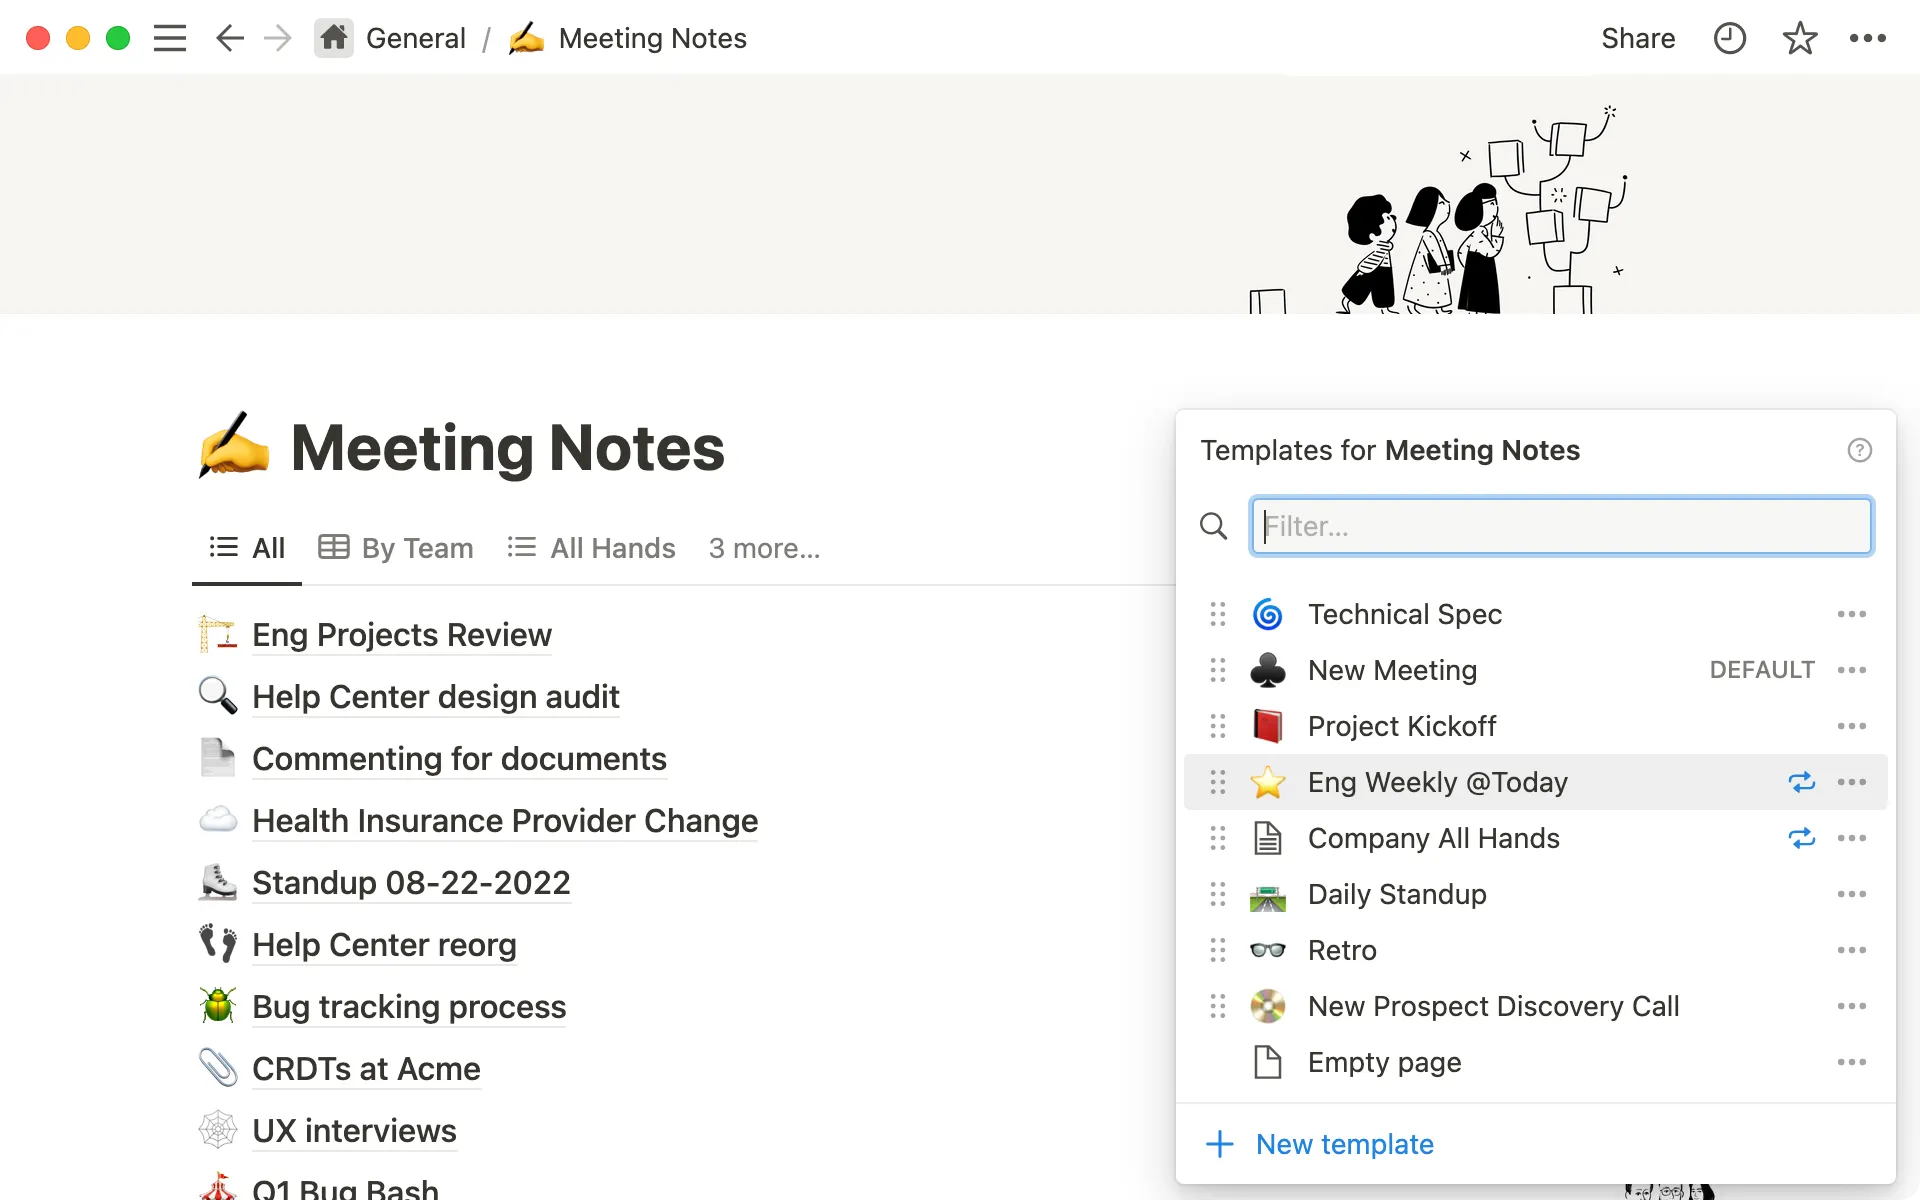 General / Meeting Notes
Share
Meeting Notes
All By Team All Hands 3 more...
Eng Projects Review
Help Center design audit
Commenting for documents
Health Insurance Provider Change
Standup 08-22-2022
Help Center reorg
Bug tracking process
CRDTs at Acme
UX interviews
Q1 Bug Bash
Templates for Meeting Notes
?
Filter...
Technical Spec
New Meeting DEFAULT
Project Kickoff
Eng Weekly @Today
Company All Hands
Daily Standup
Retro
New Prospect Discovery Call
Empty page
New template